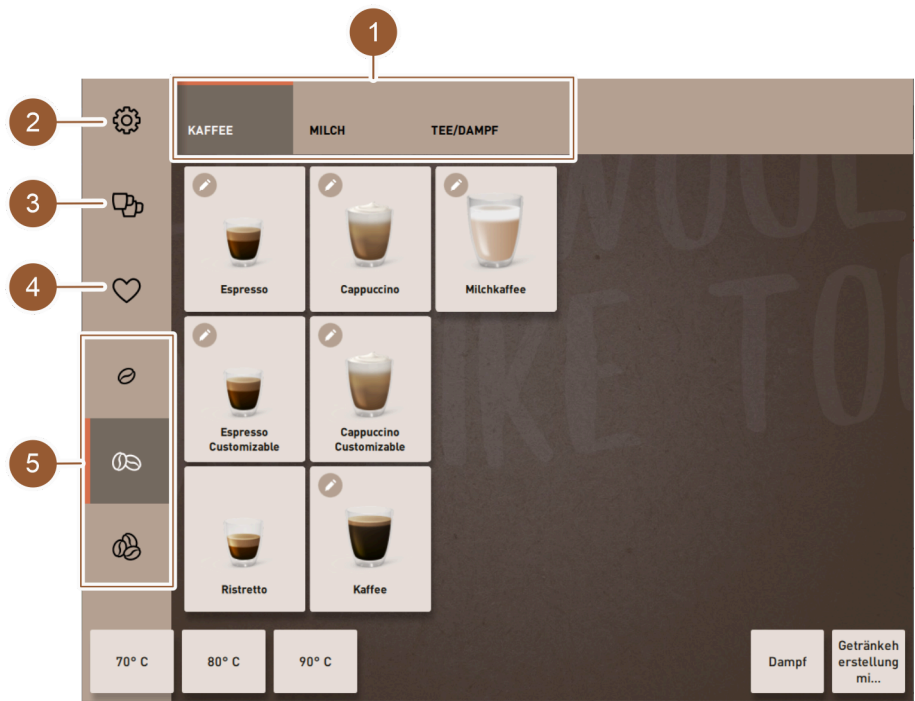 1
2
KAFFEE
MILCH
TEE/DAMPF
3
4
5
Espresso
Cappuccino
Milchkaffee
Espresso
Customizable
Cappuccino
Customizable
Ristretto
Kaffee
70° C
80° C
90° C
Dampf
Getränkeh
erstellung
mi...